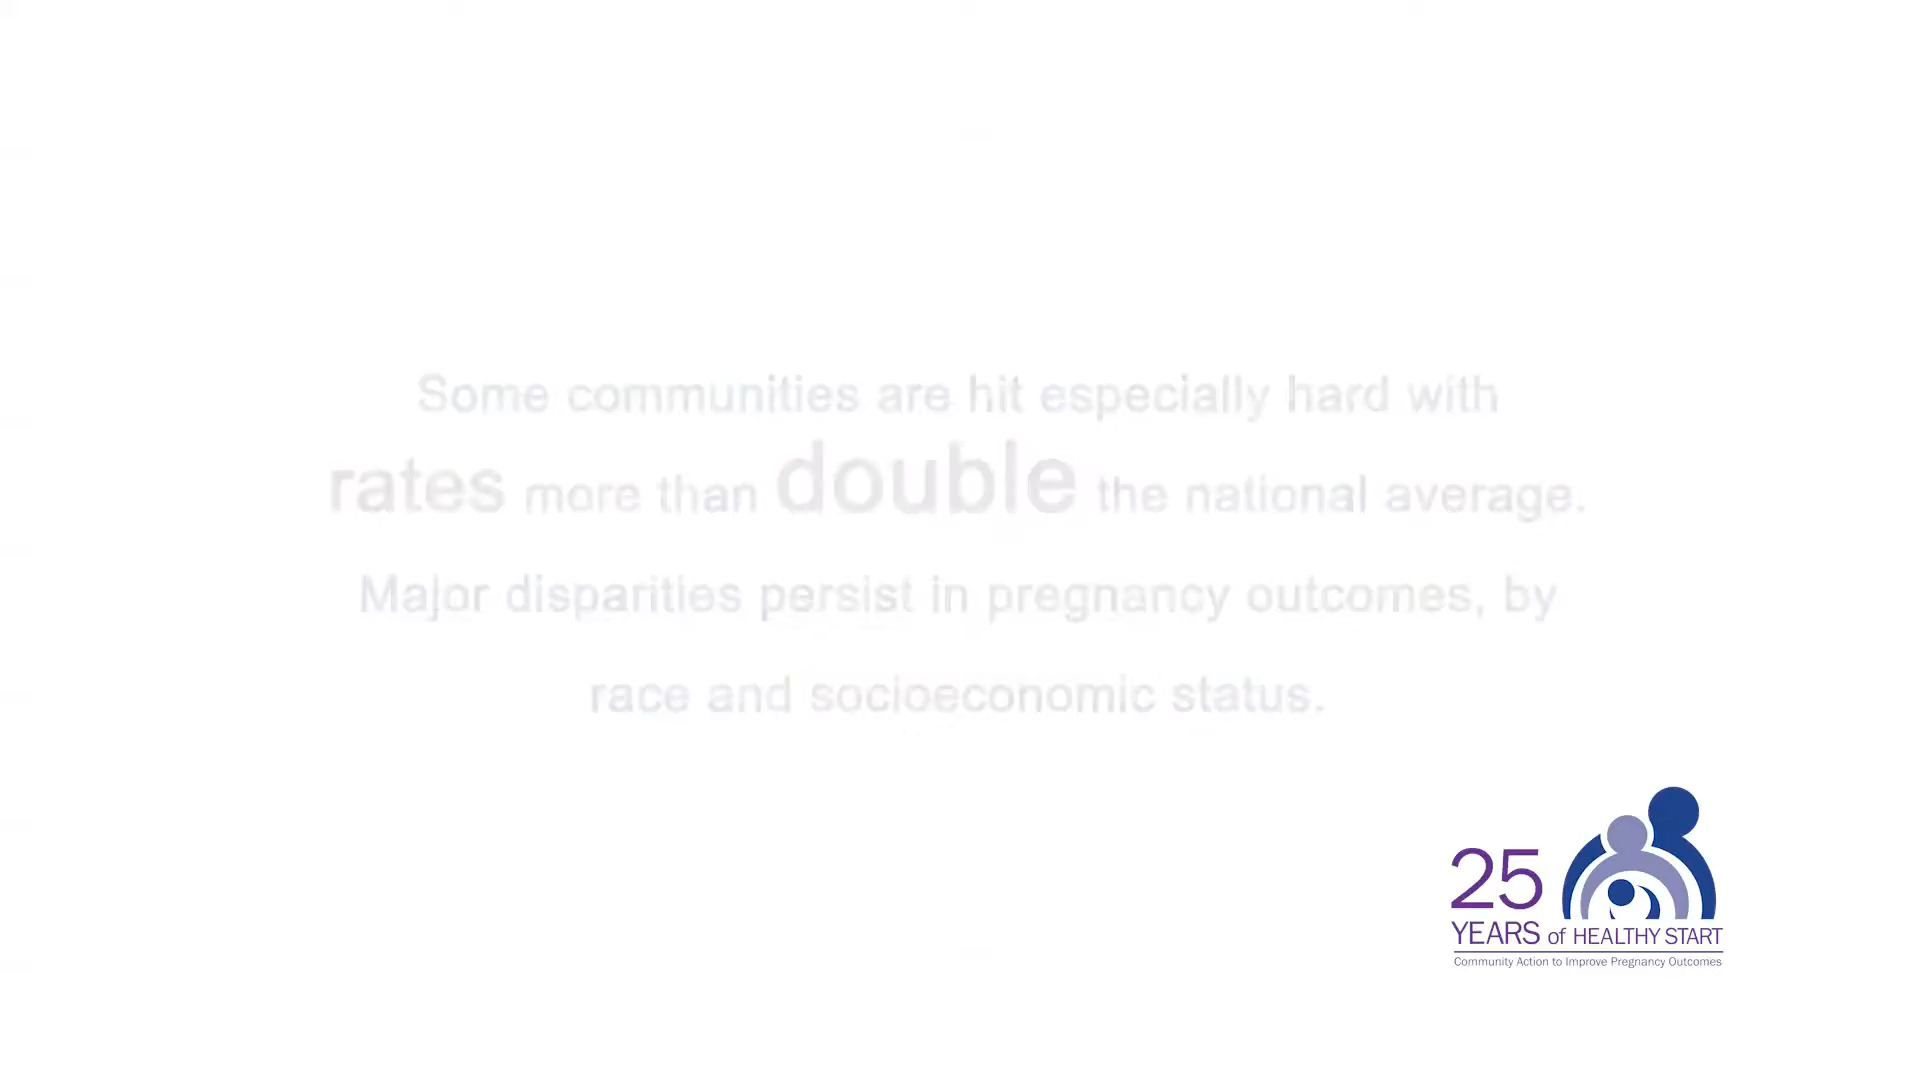 Some communities are hit especially hard with
rates more than double the national average.
Major disparities persist in pregnancy outcomes, by
race and socioeconomic status.
25
YEARS of HEALTHY START
Community Action to Improve Pregnancy Outcomes